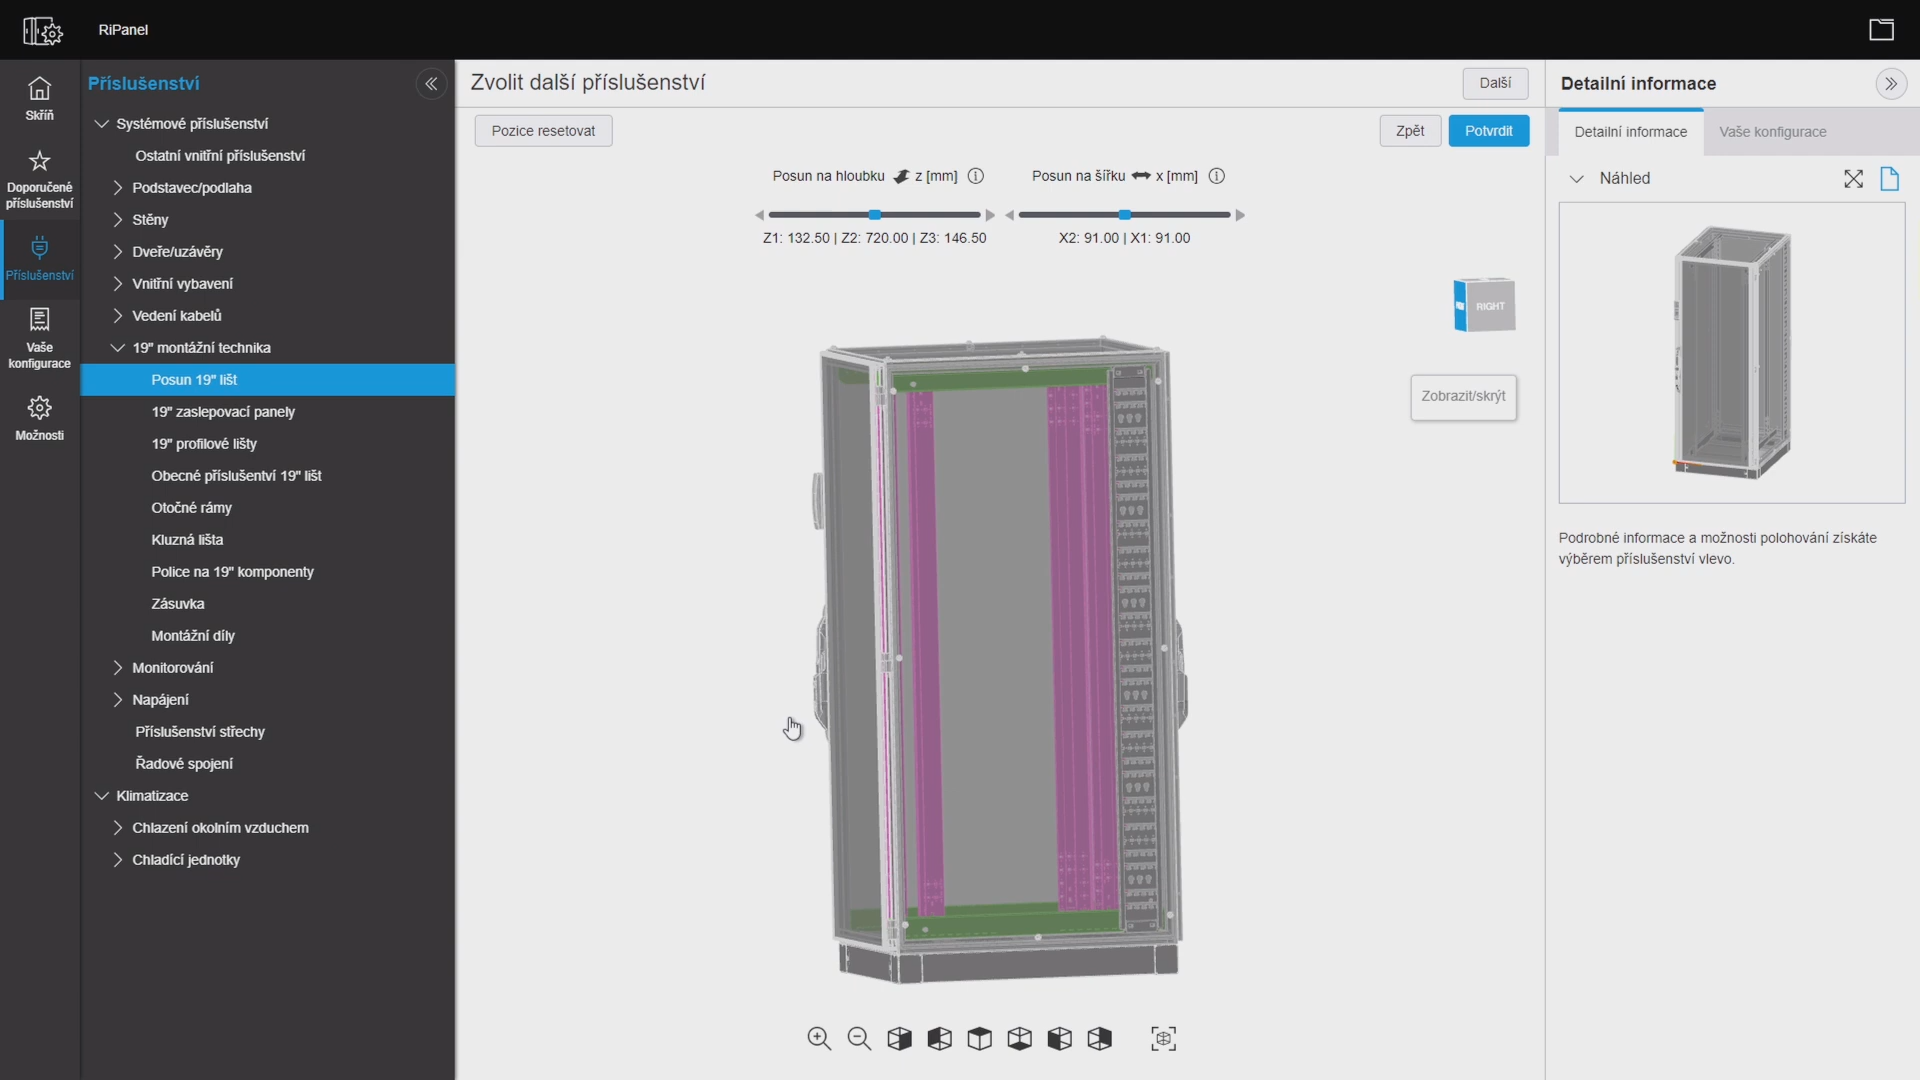 RiPanel
Skříň
Doporučené
příslušenství
Příslušenství
Vaše
konfigurace
Možnosti
Příslušenství
Systémové příslušenství
Ostatní vnitřní příslušenství
Podstavec/podlaha
Stěny
Dveře/uzávěry
Vnitřní vybavení
Vedení kabelů
19" montážní technika
Posun 19" lišt
19" zaslepovací panely
19" profilové lišty
Obecné příslušentví 19" lišt
Otočné rámy
Kluzná lišta
Police na 19" komponenty
Zásuvka
Montážní díly
Monitorování
Napájení
Příslušenství střechy
Řadové spojení
Klimatizace
Chlazení okolním vzduchem
Chladící jednotky
Zvolit další příslušenství
Další
Pozice resetovat
Zpět
Potvrdit
Posun na hloubku z [mm]
Posun na šířku x [mm]
Z1: 132.50 | Z2: 720.00 | Z3: 146.50
X2: 91.00 | X1: 91.00
RIGHT
Zobrazit/skrýt
Detailní informace
Detailní informace
Vaše konfigurace
Náhled
Podrobné informace a možnosti polohování získáte
výběrem příslušenství vlevo.